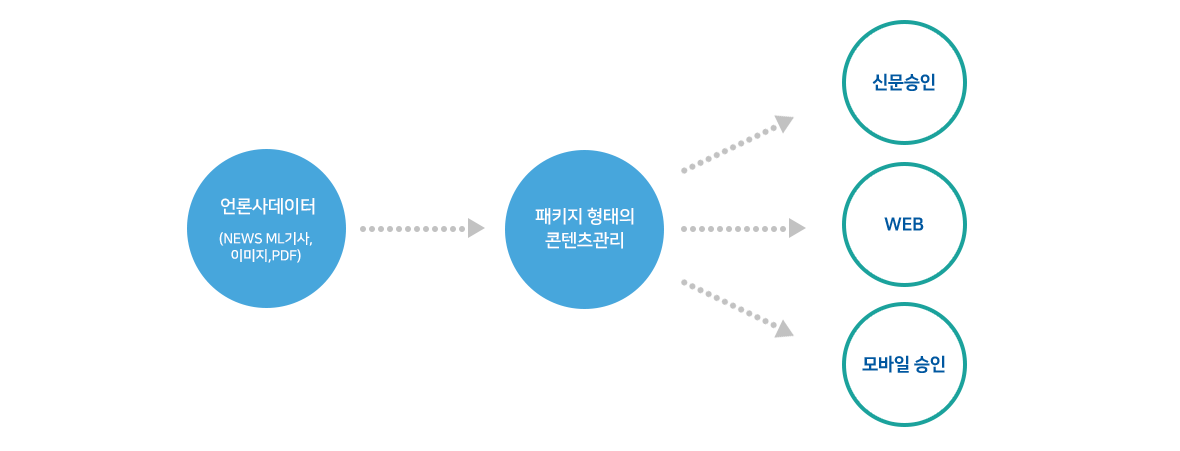 언론사데이터
(NEWS ML기사,
이미지,PDF)
패키지 형태의
콘텐츠관리
신문승인
WEB
모바일 승인